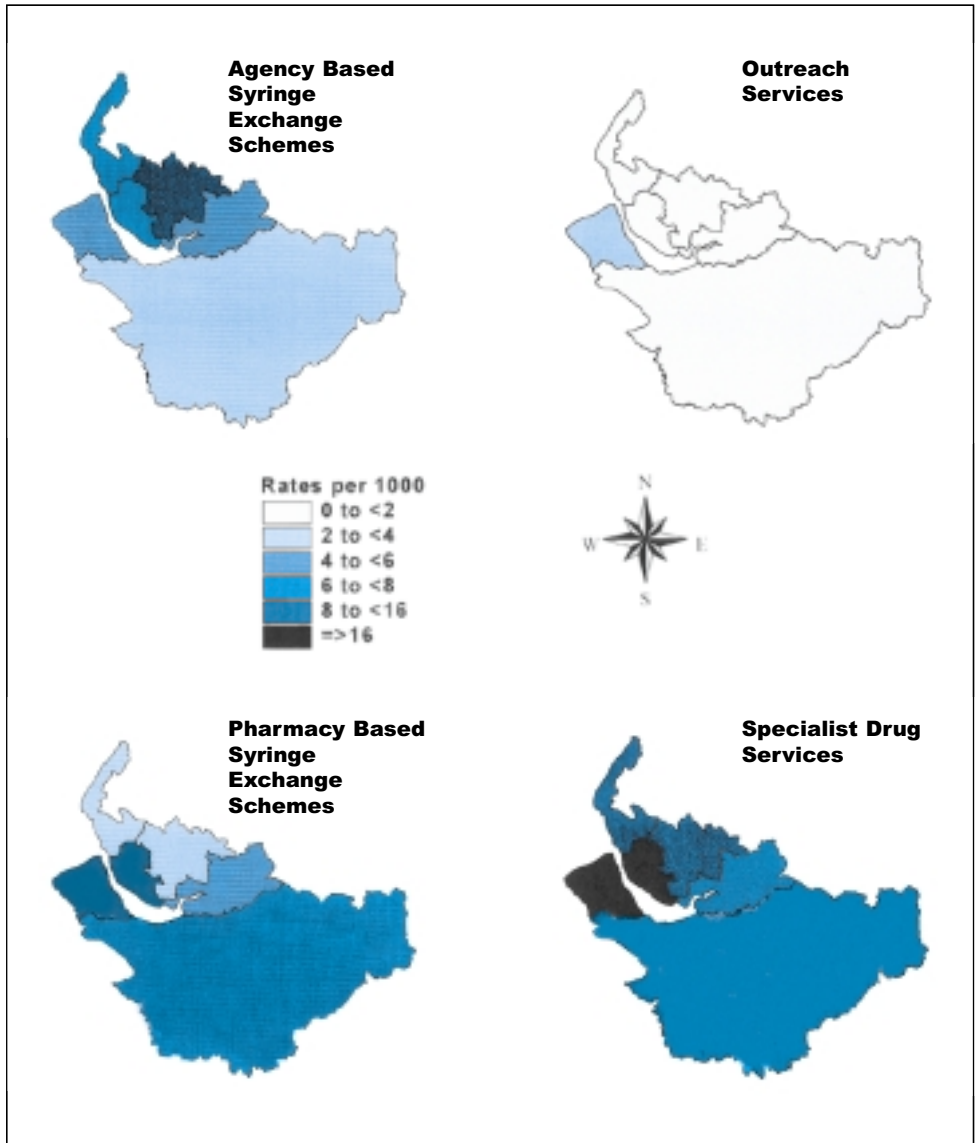 Agency Based
Syringe
Exchange
Schemes
Outreach
Services
Rates per 1000
0 to <2
2 to <4
4 to <6
6 to <8
8 to <16
=>16
N
W E
S
Pharmacy Based
Syringe
Exchange
Schemes
Specialist Drug
Services